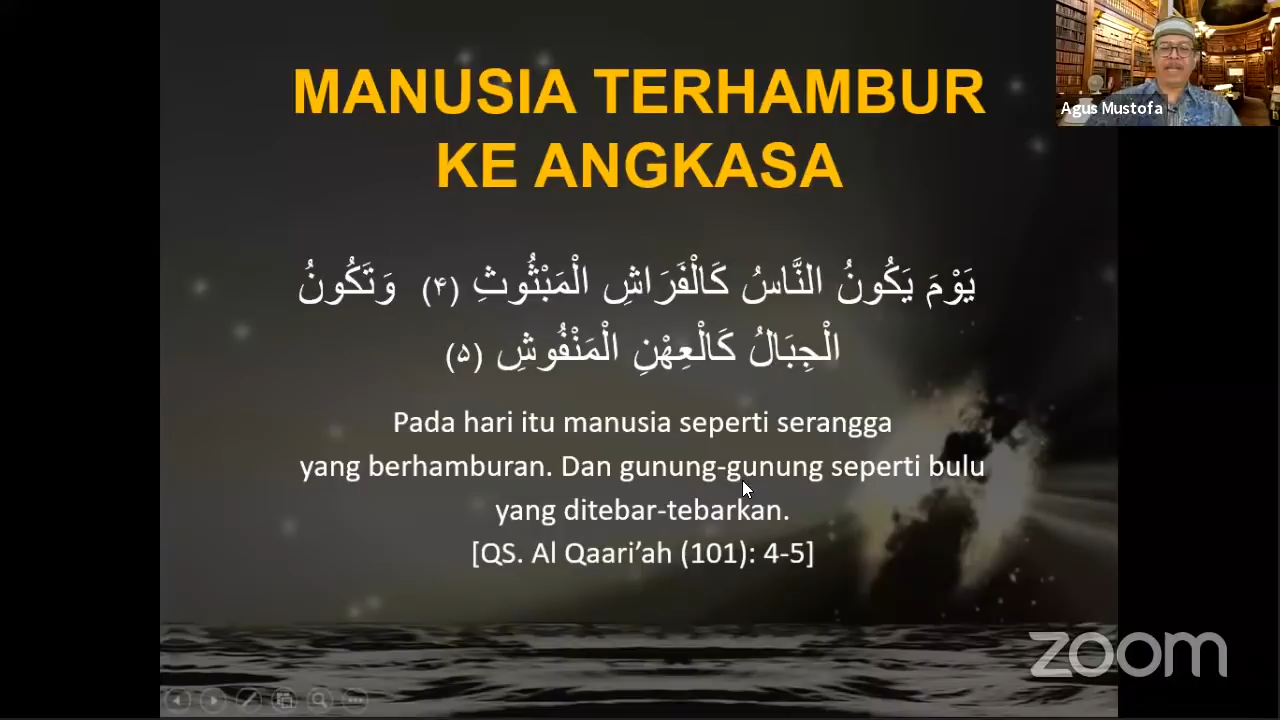 MANUSIA TERHAMBUR
KE ANGKASA
يَوْمَ يَكُونُ النَّاسُ كَالْفَرَاشِ الْمَبْثُوثِ (۴) وَتَكُونُ
الْجِبَالُ كَالْعِهْنِ الْمَنْفُوشِ (۵)
Pada hari itu manusia seperti serangga
yang berhamburan. Dan gunung-gunung seperti bulu
yang ditebar-tebarkan.
[QS. Al Qaari’ah (101): 4-5]
Agus Mustofa
zoom